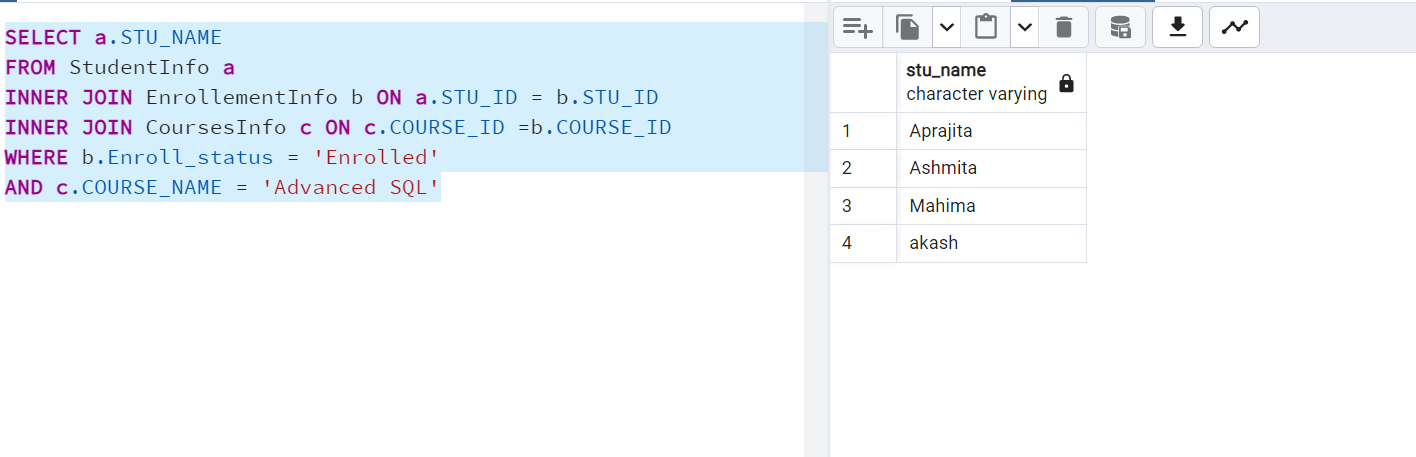 SELECT a.STU_NAME
FROM StudentInfo a
INNER JOIN EnrollementInfo b ON a.STU_ID = b.STU_ID
INNER JOIN CoursesInfo c ON c.COURSE_ID =b.COURSE_ID
WHERE b.Enroll_status = 'Enrolled'
AND c.COURSE_NAME = 'Advanced SQL'
stu_name
character varying
1 Aprajita
2 Ashmita
3 Mahima
4 akash